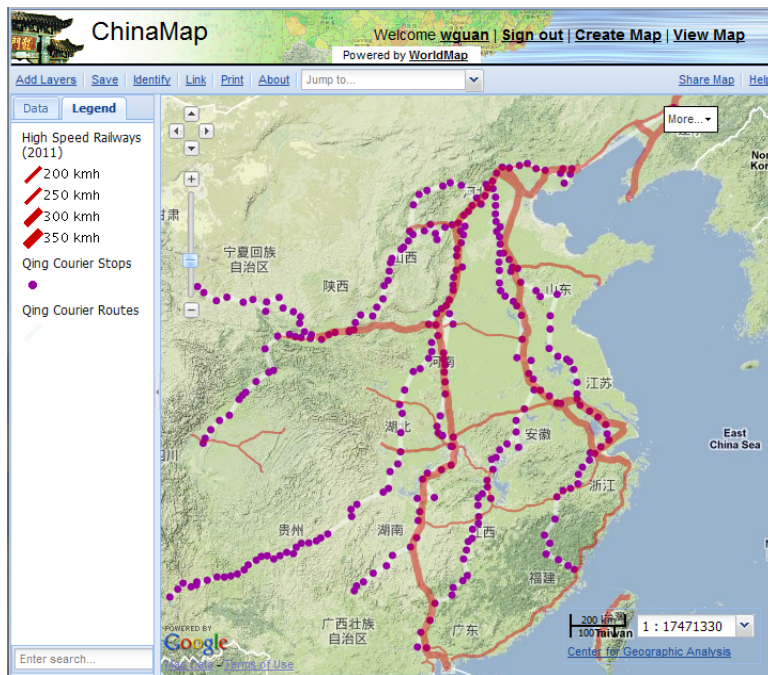 ChinaMap
Welcome wguan | Sign out | Create Map | View Map
Powered by WorldMap
Add Layers Save Identify Link Print About Jump to... Share Map Help
Data Legend
More...
High Speed Railways
(2011)
200 kmh
250 kmh
300 kmh
350 kmh
Qing Courier Stops
Qing Courier Routes
宁夏回族
自治区
陕西
山西
山东
河南
江苏
安徽
湖北
East
China Sea
浙江
贵州
湖南
江西
福建
广西壮族
自治区
广东
200 km
100
Taiwan
1 : 17471330
Center for Geographic Analysis
POWERED BY
Google
Map Data - Terms of Use
Enter search...